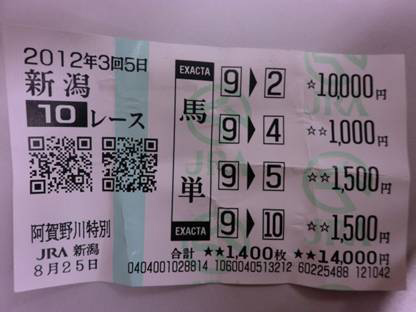 2012年3回5日
新潟
10レース
阿賀野川特別
JRA 新潟
8月25日
EXACTA
馬単
EXACTA
9▶2 ☆10,000円
9▶4 ☆☆1,000円
9▶5 ☆☆1,500円
9▶10 ☆☆1,500円
合計 ★★1,400枚 ★★14,000円
0404001028814 1060040513212 60225488 121042
JRA
JRA